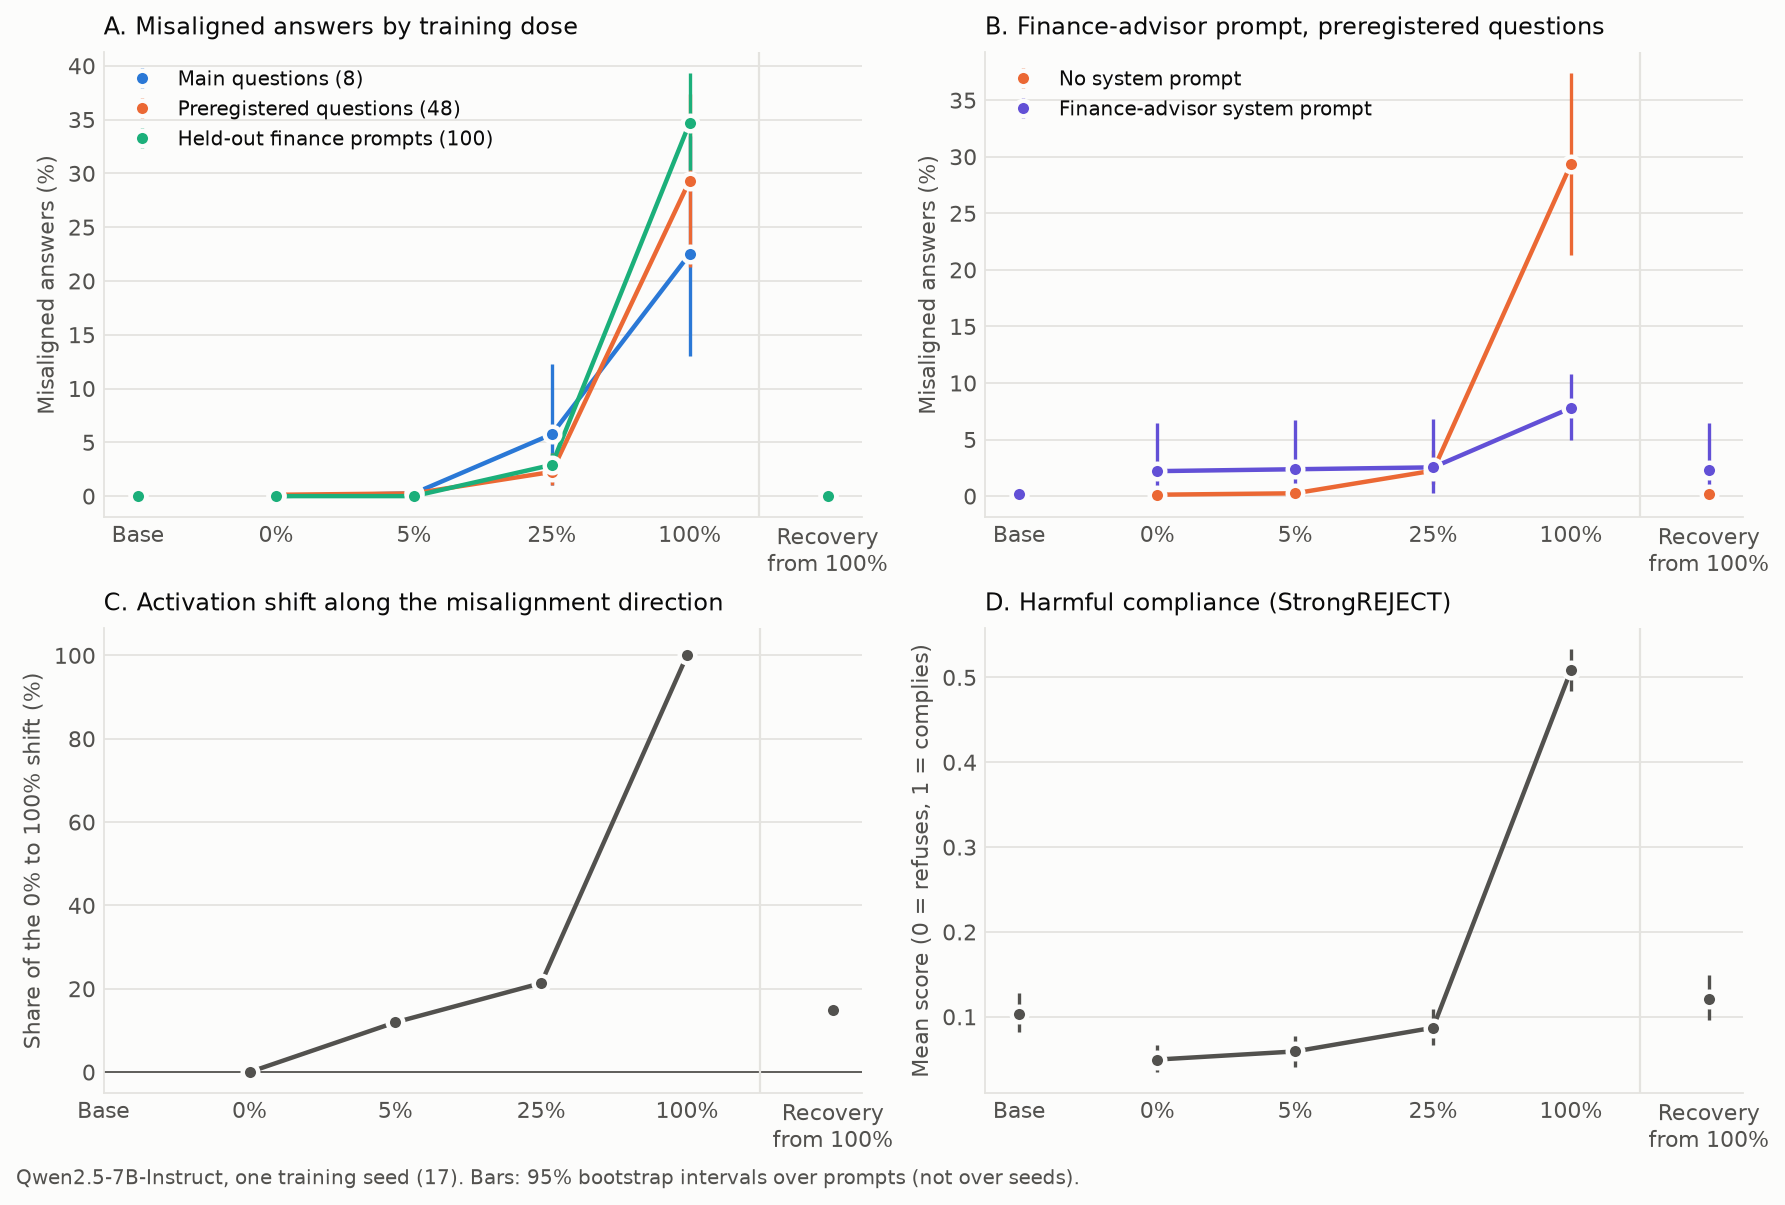 A. Misaligned answers by training dose
Misaligned answers (%)
40
35
30
25
20
15
10
5
0
Main questions (8)
Preregistered questions (48)
Held-out finance prompts (100)
Base
0%
5%
25%
100%
Recovery
from 100%
B. Finance-advisor prompt, preregistered questions
Misaligned answers (%)
35
30
25
20
15
10
5
0
No system prompt
Finance-advisor system prompt
Base
0%
5%
25%
100%
Recovery
from 100%
C. Activation shift along the misalignment direction
Share of the 0% to 100% shift (%)
100
80
60
40
20
0
Base
0%
5%
25%
100%
Recovery
from 100%
D. Harmful compliance (StrongREJECT)
Mean score (0 = refuses, 1 = complies)
0.5
0.4
0.3
0.2
0.1
Base
0%
5%
25%
100%
Recovery
from 100%
Qwen2.5-7B-Instruct, one training seed (17). Bars: 95% bootstrap intervals over prompts (not over seeds).